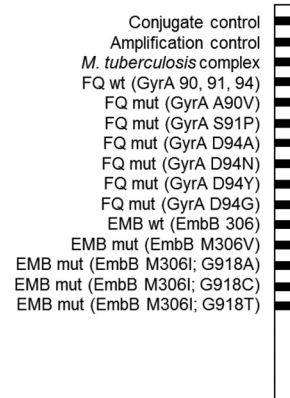 Conjugate control
Amplification control
M. tuberculosis complex
FQ wt (GyrA 90, 91, 94)
FQ mut (GyrA A90V)
FQ mut (GyrA S91P)
FQ mut (GyrA D94A)
FQ mut (GyrA D94N)
FQ mut (GyrA D94Y)
FQ mut (GyrA D94G)
EMB wt (EmbB 306)
EMB mut (EmbB M306V)
EMB mut (EmbB M306I; G918A)
EMB mut (EmbB M306I; G918C)
EMB mut (EmbB M306I; G918T)